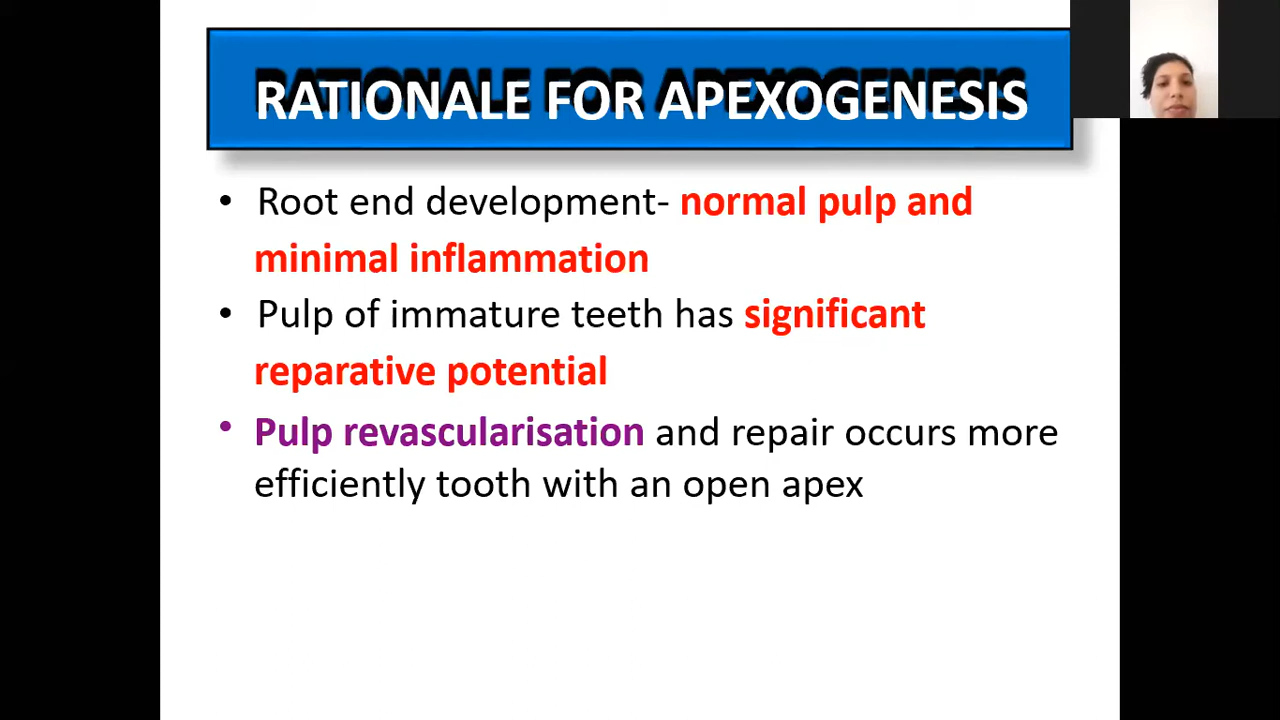 RATIONALE FOR APEXOGENESIS
• Root end development- normal pulp and
minimal inflammation
• Pulp of immature teeth has significant
reparative potential
• Pulp revascularisation and repair occurs more
efficiently tooth with an open apex